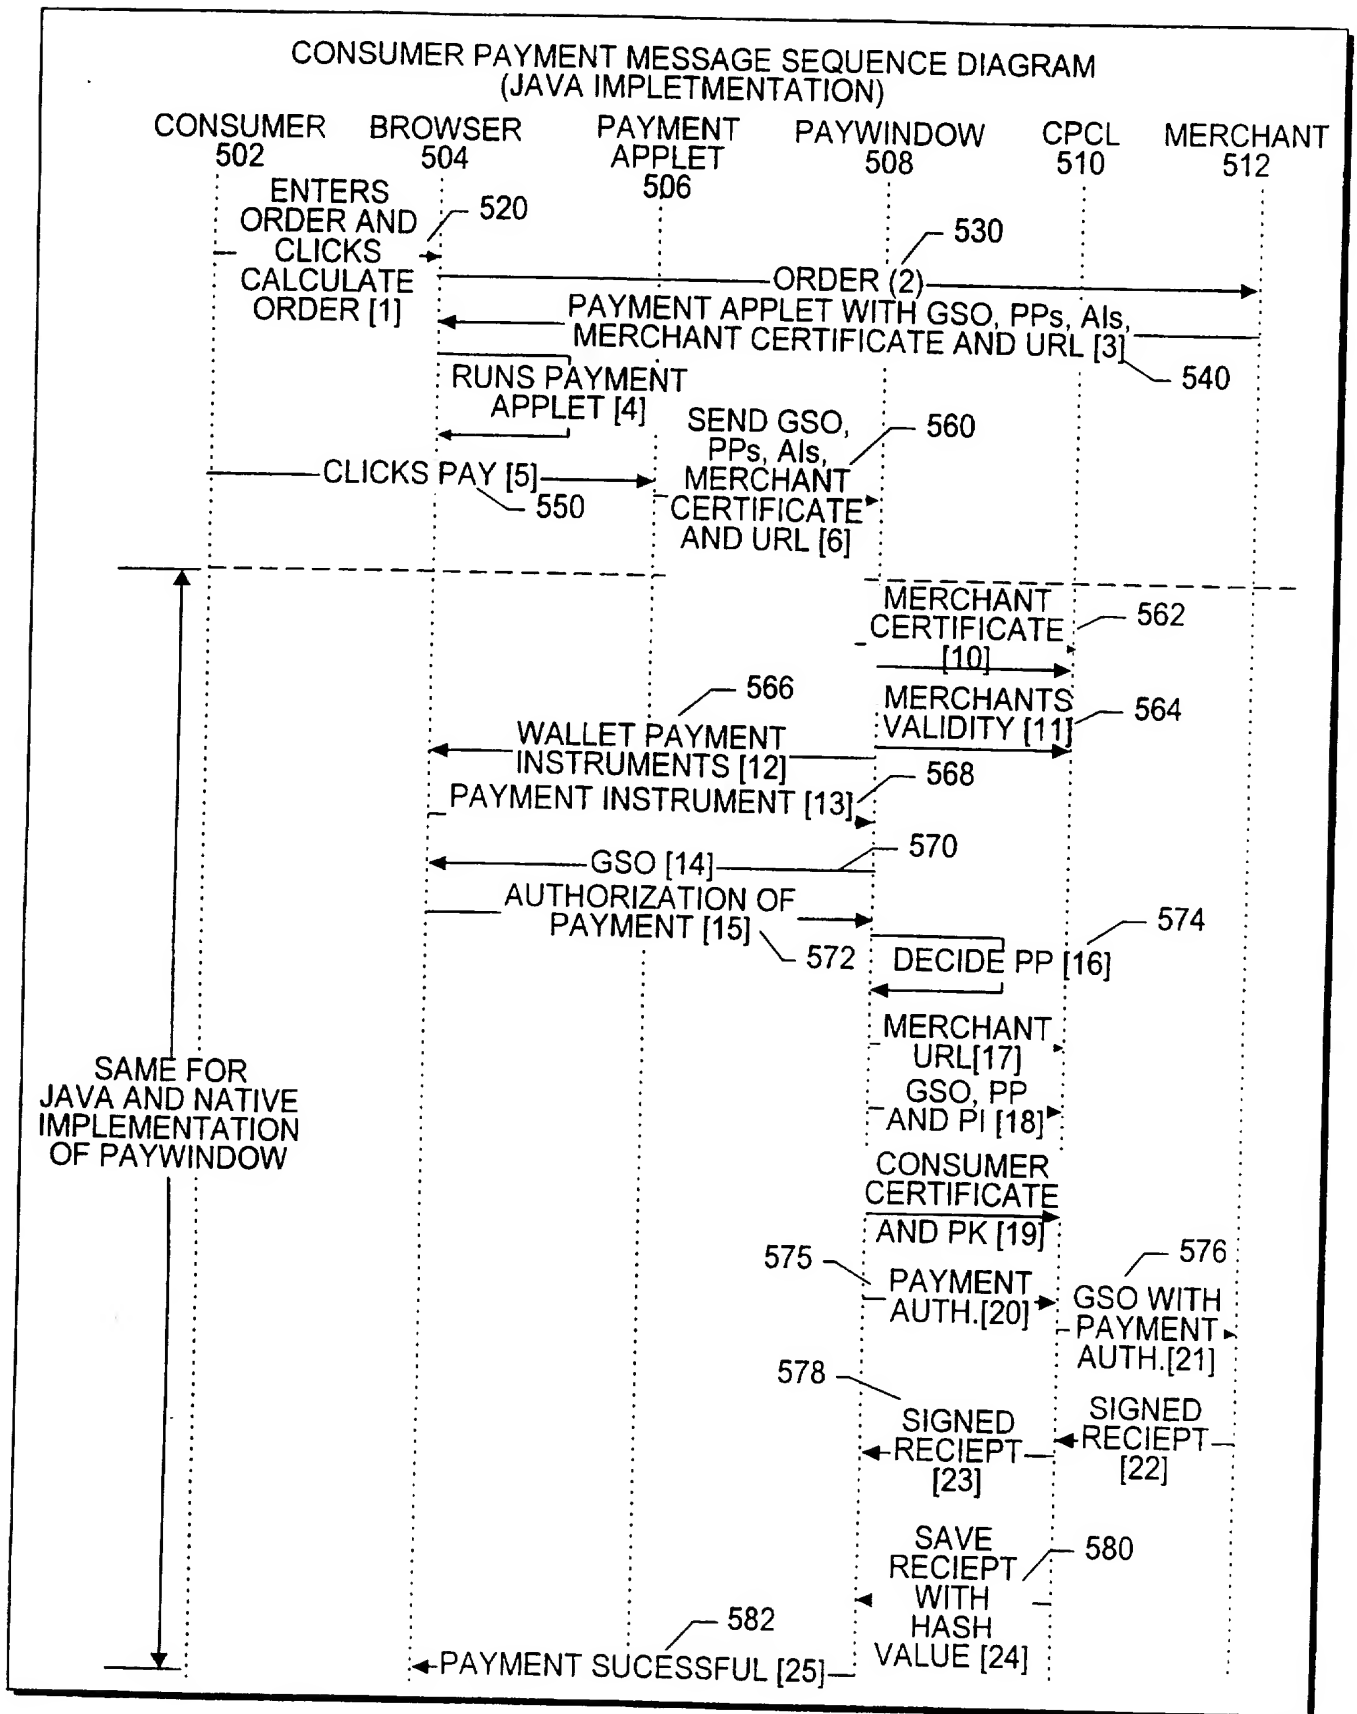 CONSUMER PAYMENT MESSAGE SEQUENCE DIAGRAM
(JAVA IMPLETMENTATION)
CONSUMER
502
BROWSER
504
PAYMENT
APPLET
506
PAYWINDOW
508
CPCL
510
MERCHANT
512
ENTERS
ORDER AND
CLICKS
CALCULATE
ORDER [1]
520
530
ORDER (2)
PAYMENT APPLET WITH GSO, PPs, AIs,
MERCHANT CERTIFICATE AND URL [3]
540
RUNS PAYMENT
APPLET [4]
CLICKS PAY [5]
550
SEND GSO,
PPs, AIs,
MERCHANT
CERTIFICATE
AND URL [6]
560
MERCHANT
CERTIFICATE
[10]
562
566
MERCHANTS
VALIDITY [11]
564
WALLET PAYMENT
INSTRUMENTS [12]
568
PAYMENT INSTRUMENT [13]
570
GSO [14]
AUTHORIZATION OF
PAYMENT [15]
572
574
DECIDE PP [16]
MERCHANT
URL[17]
GSO, PP
AND PI [18]
SAME FOR
JAVA AND NATIVE
IMPLEMENTATION
OF PAYWINDOW
CONSUMER
CERTIFICATE
AND PK [19]
575
PAYMENT
AUTH.[20]
576
GSO WITH
PAYMENT
AUTH.[21]
578
SIGNED
RECIEPT
[23]
SIGNED
RECIEPT
[22]
SAVE
RECIEPT
WITH
HASH
VALUE [24]
580
582
PAYMENT SUCESSFUL [25]